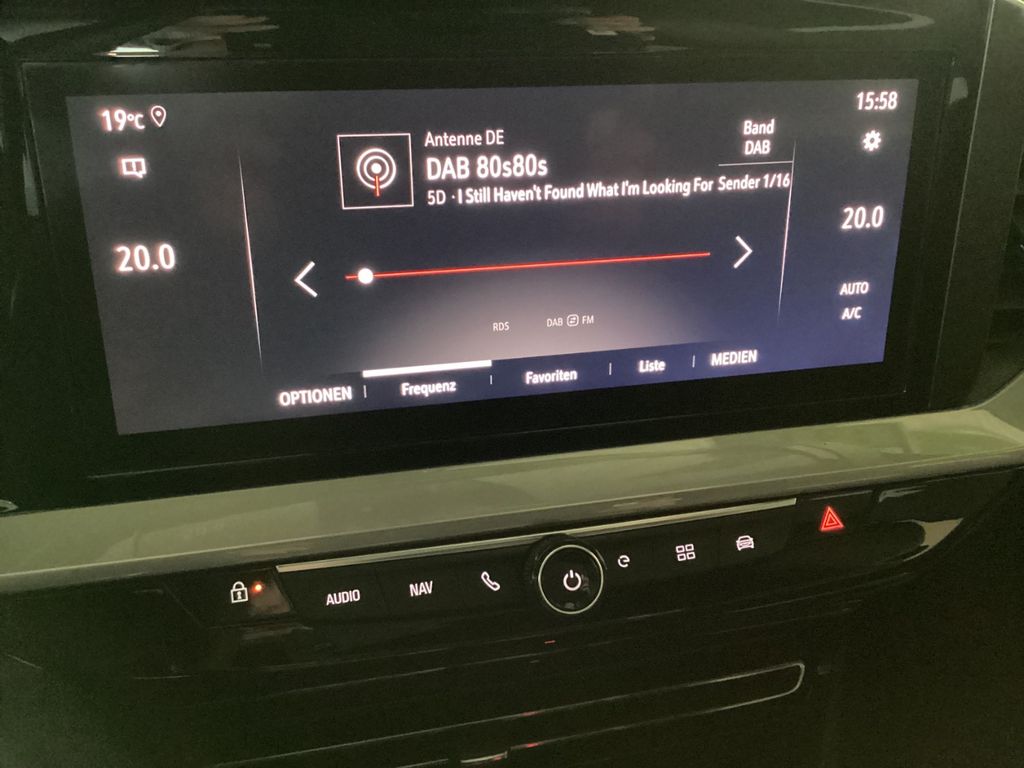 19°C
15:58
Antenne DE
DAB 80s80s
5D · I Still Haven't Found What I'm Looking For
Band
DAB
Sender 1/16
20.0
20.0
AUTO
A/C
RDS
DAB FM
OPTIONEN | Frequenz | Favoriten | Liste | MEDIEN
AUDIO
NAV